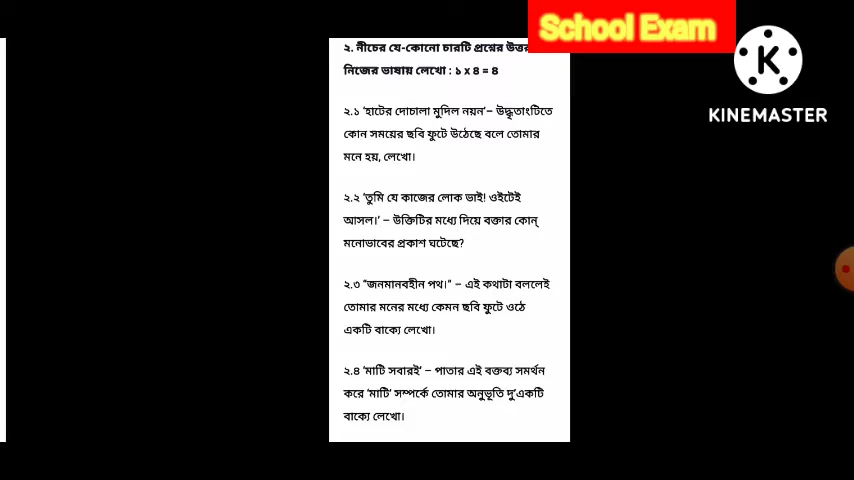 School Exam
KINEMASTER
২. নীচের যে-কোনো চারটি প্রশ্নের উত্তর
নিজের ভাষায় লেখো : ১ x ৪ = ৪
২.১ ‘হাটের দোচালা মুদিল নয়ন’– উদ্ধৃতাংটিতে
কোন সময়ের ছবি ফুটে উঠেছে বলে তোমার
মনে হয়, লেখো।
২.২ ‘তুমি যে কাজের লোক ভাই! ওইটেই
আসল।’ – উক্তিটির মধ্যে দিয়ে বক্তার কোন্
মনোভাবের প্রকাশ ঘটেছে?
২.৩ “জনমানবহীন পথ।” – এই কথাটা বললেই
তোমার মনের মধ্যে কেমন ছবি ফুটে ওঠে
একটি বাক্যে লেখো।
২.৪ ‘মাটি সবারই’ – পাতার এই বক্তব্য সমর্থন
করে ‘মাটি’ সম্পর্কে তোমার অনুভূতি দু’একটি
বাক্যে লেখো।